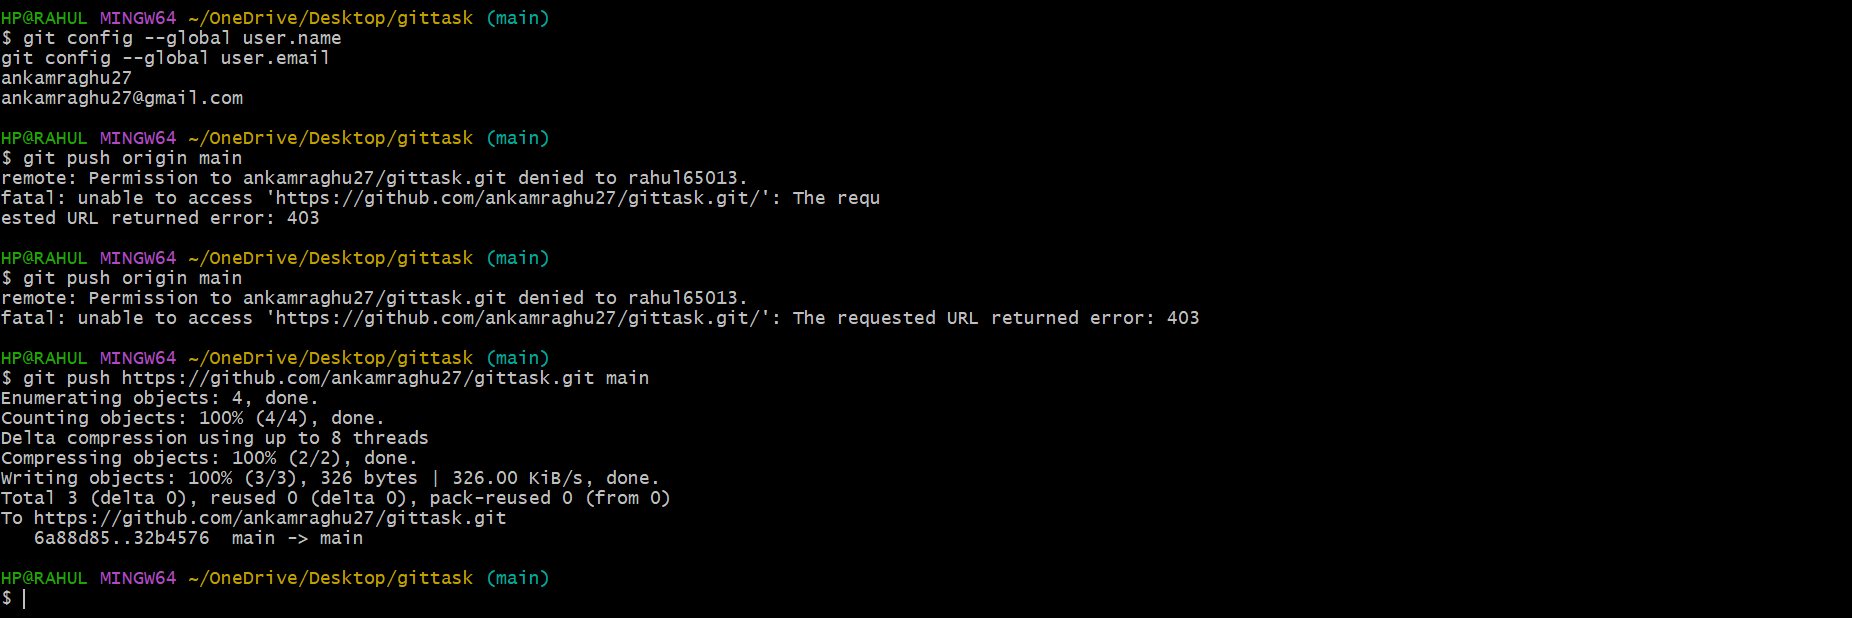 HP@RAHUL MINGW64 ~/OneDrive/Desktop/gittask (main)
$ git config --global user.name
git config --global user.email
ankamraghu27
ankamraghu27@gmail.com
HP@RAHUL MINGW64 ~/OneDrive/Desktop/gittask (main)
$ git push origin main
remote: Permission to ankamraghu27/gittask.git denied to rahul65013.
fatal: unable to access 'https://github.com/ankamraghu27/gittask.git/': The requ
ested URL returned error: 403
HP@RAHUL MINGW64 ~/OneDrive/Desktop/gittask (main)
$ git push origin main
remote: Permission to ankamraghu27/gittask.git denied to rahul65013.
fatal: unable to access 'https://github.com/ankamraghu27/gittask.git/': The requested URL returned error: 403
HP@RAHUL MINGW64 ~/OneDrive/Desktop/gittask (main)
$ git push https://github.com/ankamraghu27/gittask.git main
Enumerating objects: 4, done.
Counting objects: 100% (4/4), done.
Delta compression using up to 8 threads
Compressing objects: 100% (2/2), done.
Writing objects: 100% (3/3), 326 bytes | 326.00 KiB/s, done.
Total 3 (delta 0), reused 0 (delta 0), pack-reused 0 (from 0)
To https://github.com/ankamraghu27/gittask.git
   6a88d85..32b4576  main -> main
HP@RAHUL MINGW64 ~/OneDrive/Desktop/gittask (main)
$